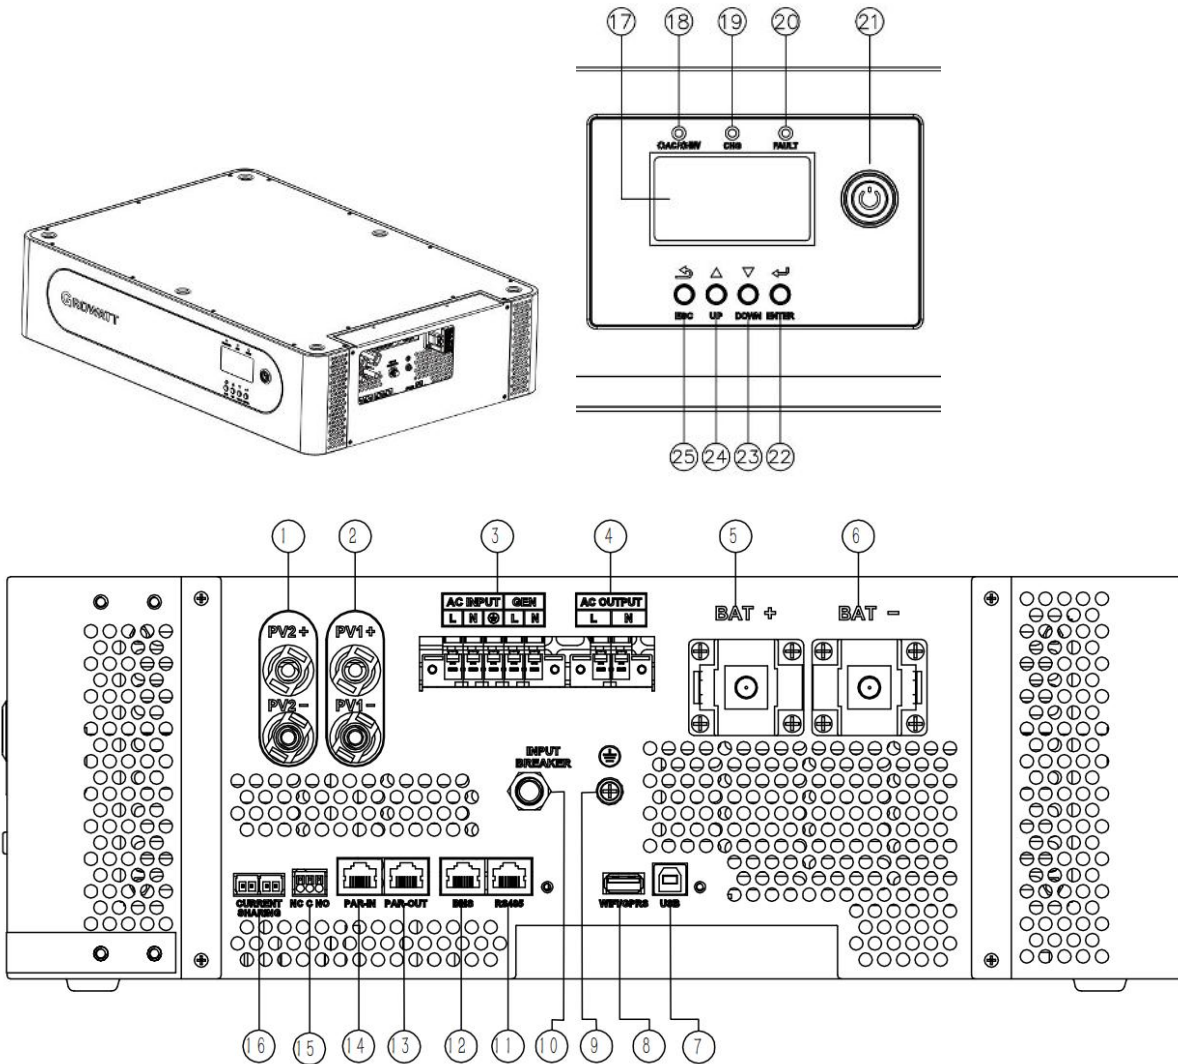 17 18 19 20 21
CHG FAULT
ESC UP DOWN ENTER
25 24 23 22
GROWATT
1 2 3 4 5 6
AC INPUT GEN
L N L N
AC OUTPUT
L N
BAT + BAT −
PV2+ PV1+
PV2− PV1−
INPUT
BREAKER
CURRENT
SHARING
NC C NO
PAR-IN PAR-OUT BMS RS485 WIFI/GPRS USB
16 15 14 13 12 11 10 9 8 7